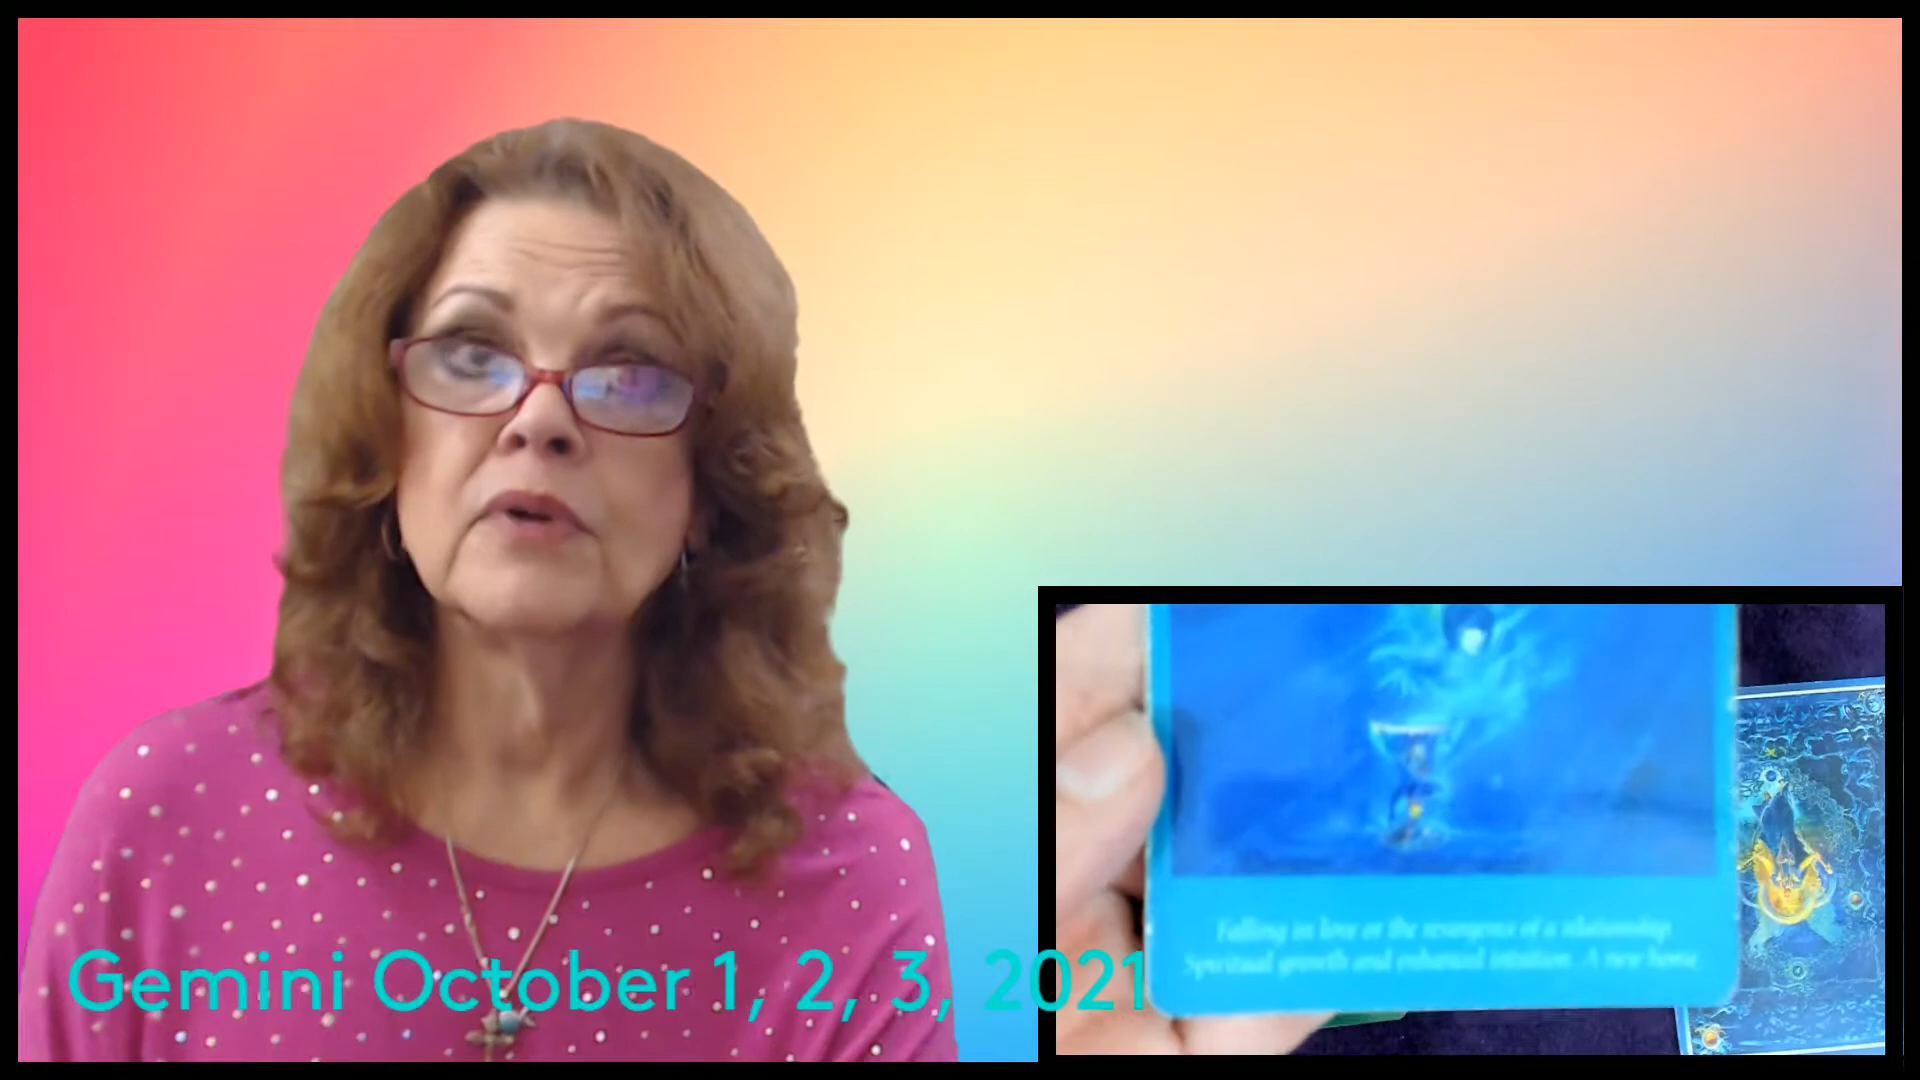 Falling in love or the resurgence of a relationship.
Spiritual growth and enhanced intuition. A new home
Gemini October 1, 2, 3, 2021